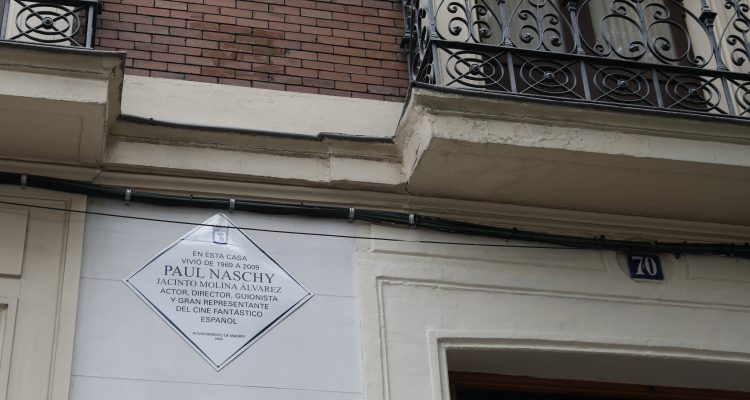 EN ESTA CASA
VIVIÓ DE 1969 A 2009
PAUL NASCHY
JACINTO MOLINA ÁLVAREZ
ACTOR, DIRECTOR, GUIONISTA
Y GRAN REPRESENTANTE
DEL CINE FANTÁSTICO
ESPAÑOL
AYUNTAMIENTO DE MADRID
70